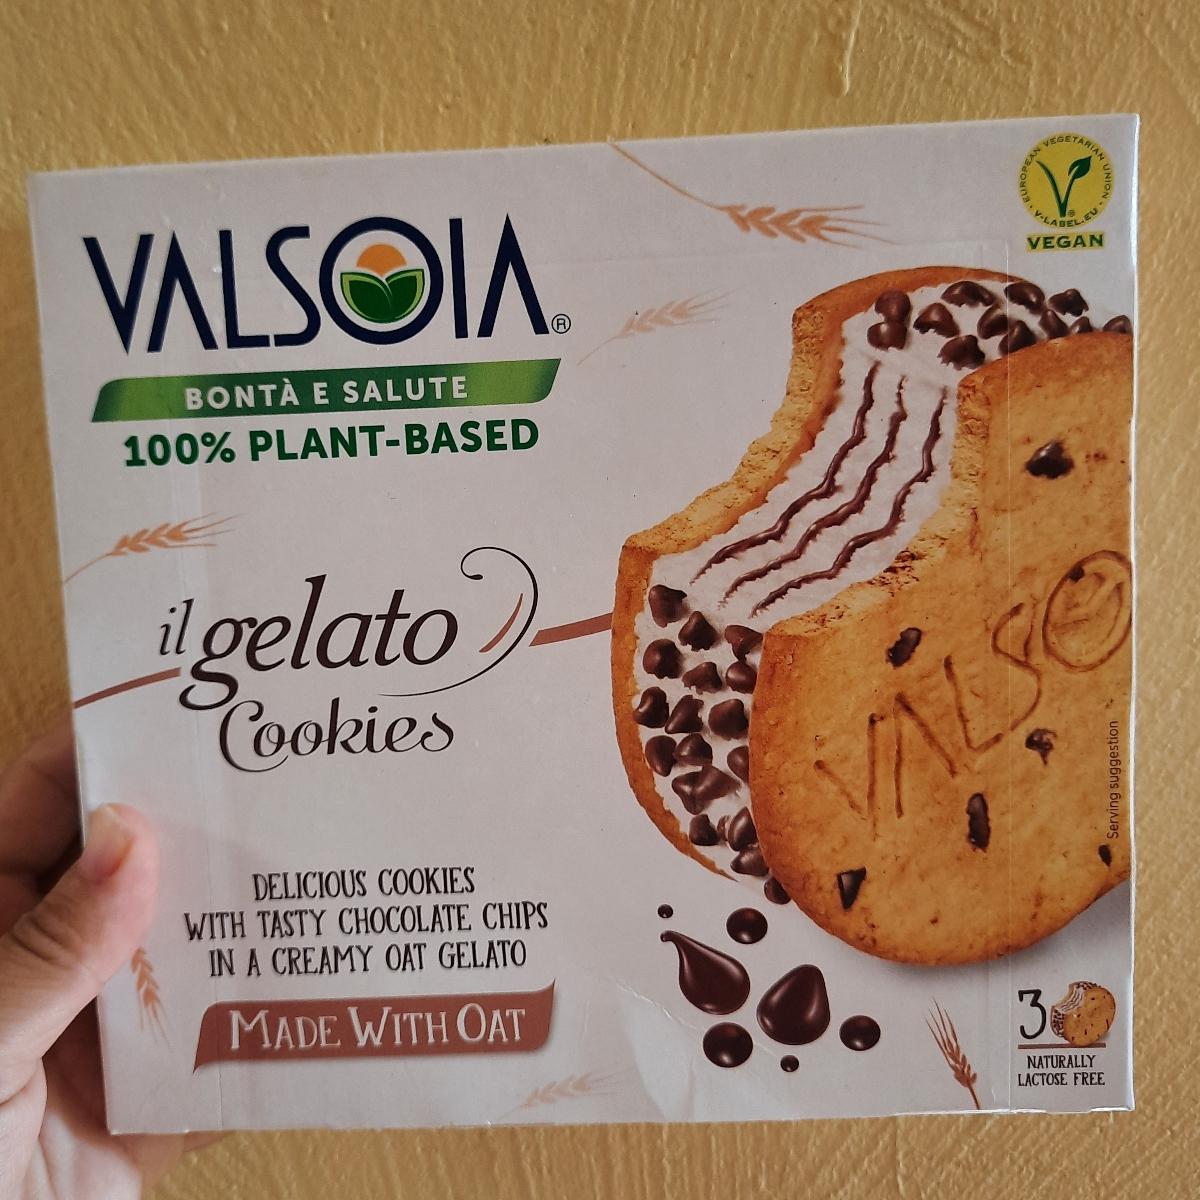 VALSOIA®
BONTÀ E SALUTE
100% PLANT-BASED
EUROPEAN VEGETARIAN UNION
V-LABEL.EU
VEGAN
il gelato
Cookies
VALSO
DELICIOUS COOKIES
WITH TASTY CHOCOLATE CHIPS
IN A CREAMY OAT GELATO
MADE WITH OAT
Serving suggestion
3
NATURALLY
LACTOSE FREE